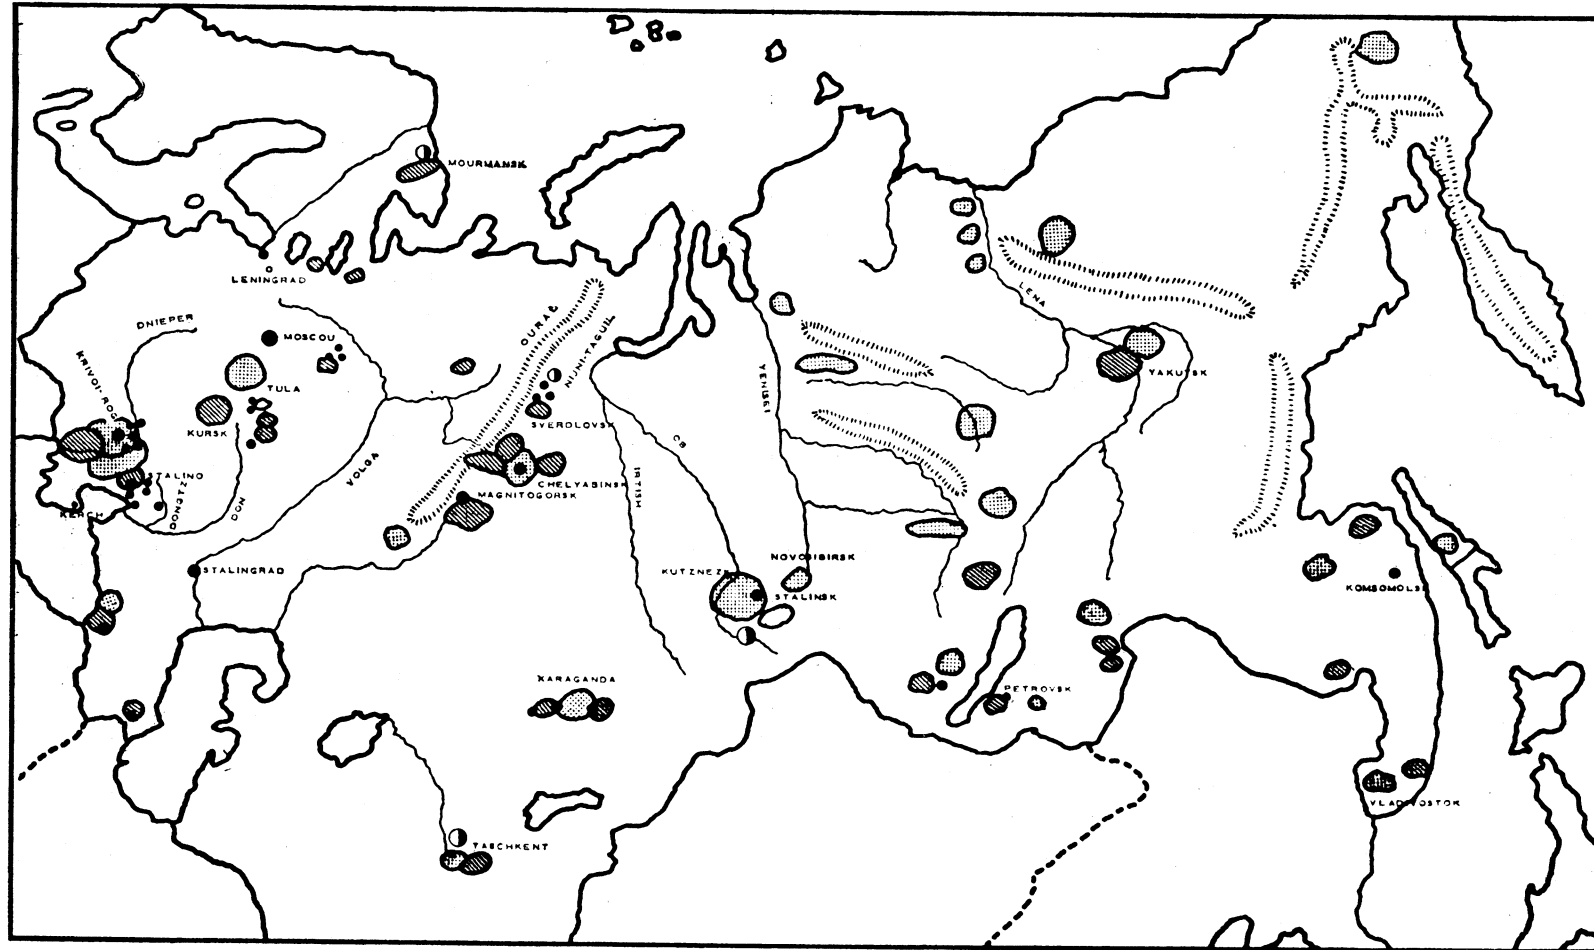 MOURMANSK
LENINGRAD
DNIEPER
MOSCOU
OURAL
NIJNI-TAGUIL
LENA
KRIVOI-ROG
TULA
YENISEI
YAKUTSK
KURSK
SVERDLOVSK
OB
VOLGA
STALINO
IRTISH
CHELYABINSK
MAGNITOGORSK
KERCH
DONETZ
DON
STALINGRAD
NOVOSIBIRSK
KUTZNEZK
STALINSK
KOMSOMOLSK
KARAGANDA
PETROVSK
VLADIVOSTOK
TASCHKENT